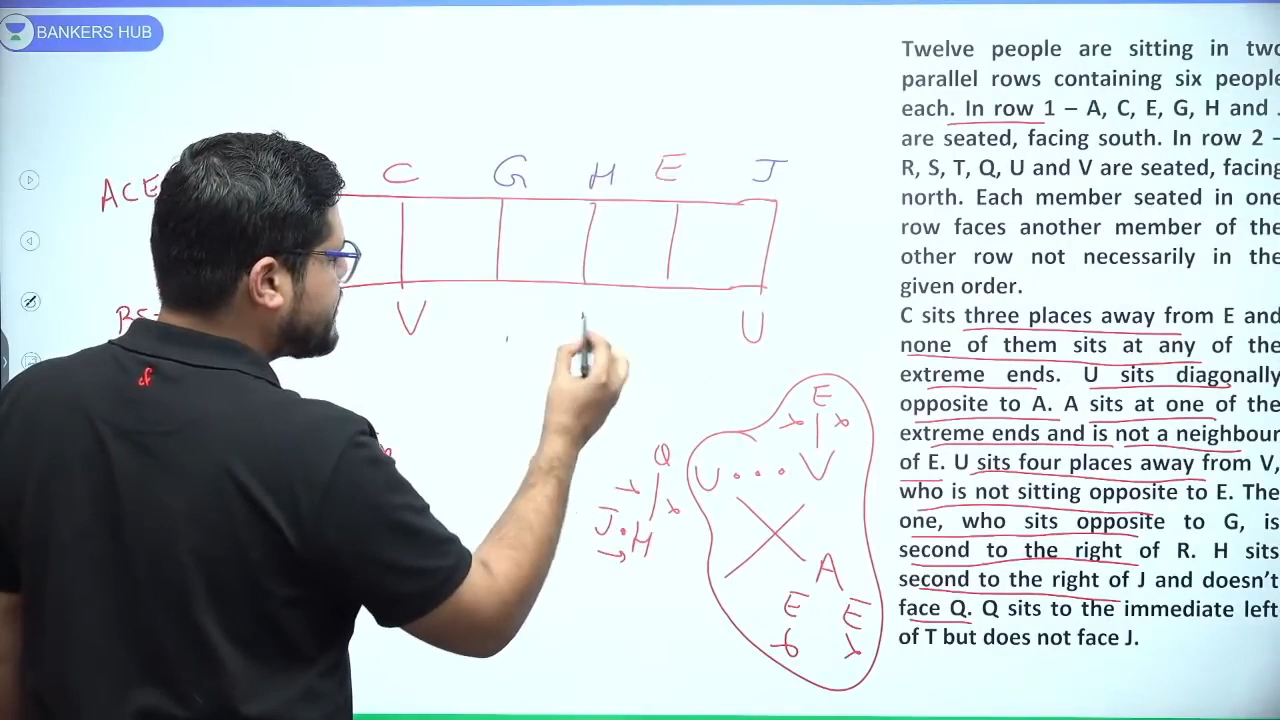 BANKERS HUB
Twelve people are sitting in two
parallel rows containing six people
each. In row 1 – A, C, E, G, H and
are seated, facing south. In row 2 –
R, S, T, Q, U and V are seated, facing
north. Each member seated in one
row faces another member of the
other row not necessarily in the
given order.
C sits three places away from E and
none of them sits at any of the
extreme ends. U sits diagonally
opposite to A. A sits at one of the
extreme ends and is not a neighbour
of E. U sits four places away from V,
who is not sitting opposite to E. The
one, who sits opposite to G, is
second to the right of R. H sits
second to the right of J and doesn't
face Q. Q sits to the immediate left
of T but does not face J.
ACE
C G H E J
V U
E
U . . . V
A
E E
Q
J . H